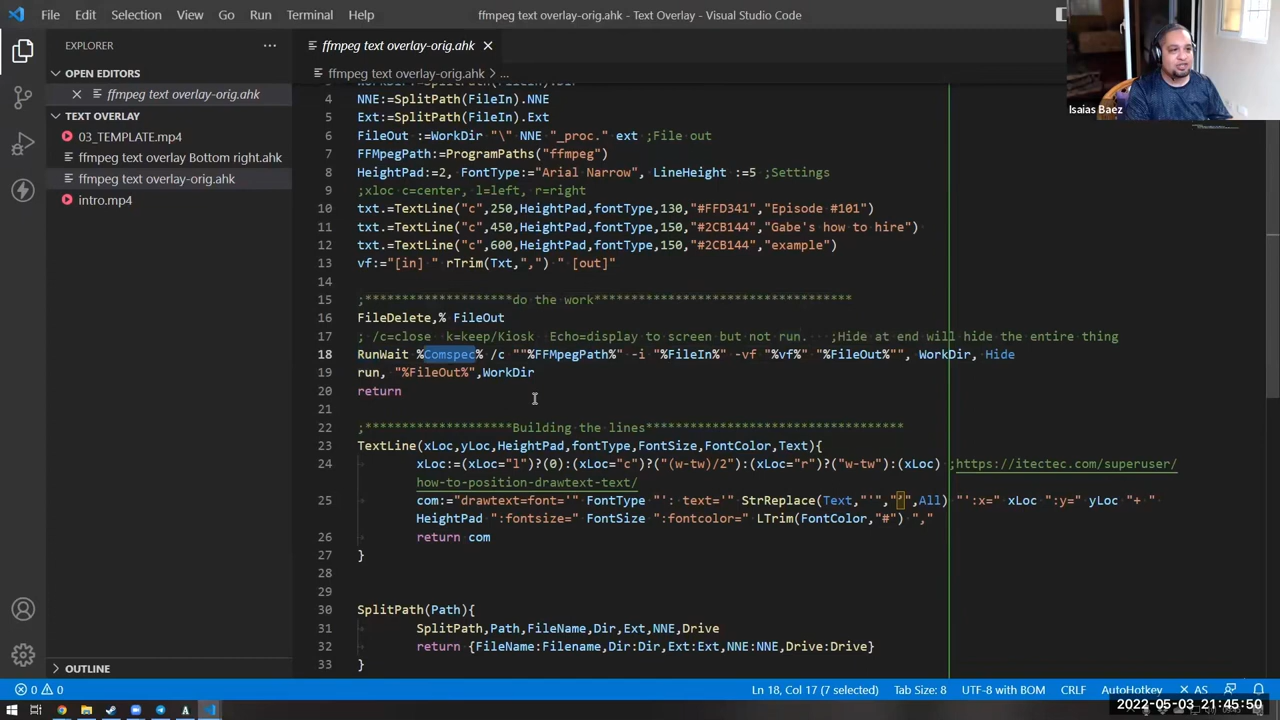 File Edit Selection View Go Run Terminal Help
ffmpeg text overlay-orig.ahk - Text Overlay - Visual Studio Code
EXPLORER
OPEN EDITORS
ffmpeg text overlay-orig.ahk
TEXT OVERLAY
03_TEMPLATE.mp4
ffmpeg text overlay Bottom right.ahk
ffmpeg text overlay-orig.ahk
intro.mp4
OUTLINE
ffmpeg text overlay-orig.ahk
ffmpeg text overlay-orig.ahk > ...
4 NNE:=SplitPath(FileIn).NNE
5 Ext:=SplitPath(FileIn).Ext
6 FileOut :=WorkDir "\" NNE "_proc." ext ;File out
7 FFMpegPath:=ProgramPaths("ffmpeg")
8 HeightPad:=2, FontType:="Arial Narrow", LineHeight :=5 ;Settings
9 ;xloc c=center, l=left, r=right
10 txt.=TextLine("c",250,HeightPad,fontType,130,"#FFD341","Episode #101")
11 txt.=TextLine("c",450,HeightPad,fontType,150,"#2CB144","Gabe's how to hire")
12 txt.=TextLine("c",600,HeightPad,fontType,150,"#2CB144","example")
13 vf:="[in] " rTrim(Txt,",") " [out]"
14
15 ;********************do the work***********************************
16 FileDelete,% FileOut
17 ; /c=close k=keep/Kiosk Echo=display to screen but not run. ;Hide at end will hide the entire thing
18 RunWait %Comspec% /c ""%FFMpegPath%" -i "%FileIn%" -vf "%vf%" "%FileOut%"", WorkDir, Hide
19 run, "%FileOut%",WorkDir
20 return
21
22 ;********************Building the lines**********************************
23 TextLine(xLoc,yLoc,HeightPad,fontType,FontSize,FontColor,Text){
24 xLoc:=(xLoc="l")?(0):(xLoc="c")?("(w-tw)/2"):(xLoc="r")?("w-tw"):(xLoc) ;https://itectec.com/superuser/
how-to-position-drawtext-text/
25 com:="drawtext=font='" FontType "': text='" StrReplace(Text,"'","’",All) "':x=" xLoc ":y=" yLoc "+ "
HeightPad ":fontsize=" FontSize ":fontcolor=" LTrim(FontColor,"#") ","
26 return com
27 }
28
29
30 SplitPath(Path){
31 SplitPath,Path,FileName,Dir,Ext,NNE,Drive
32 return {FileName:Filename,Dir:Dir,Ext:Ext,NNE:NNE,Drive:Drive}
33 }
Isaias Baez
0 0
Ln 18, Col 17 (7 selected) Tab Size: 8 UTF-8 with BOM CRLF AutoHotkey AS
2022-05-03 21:45:50